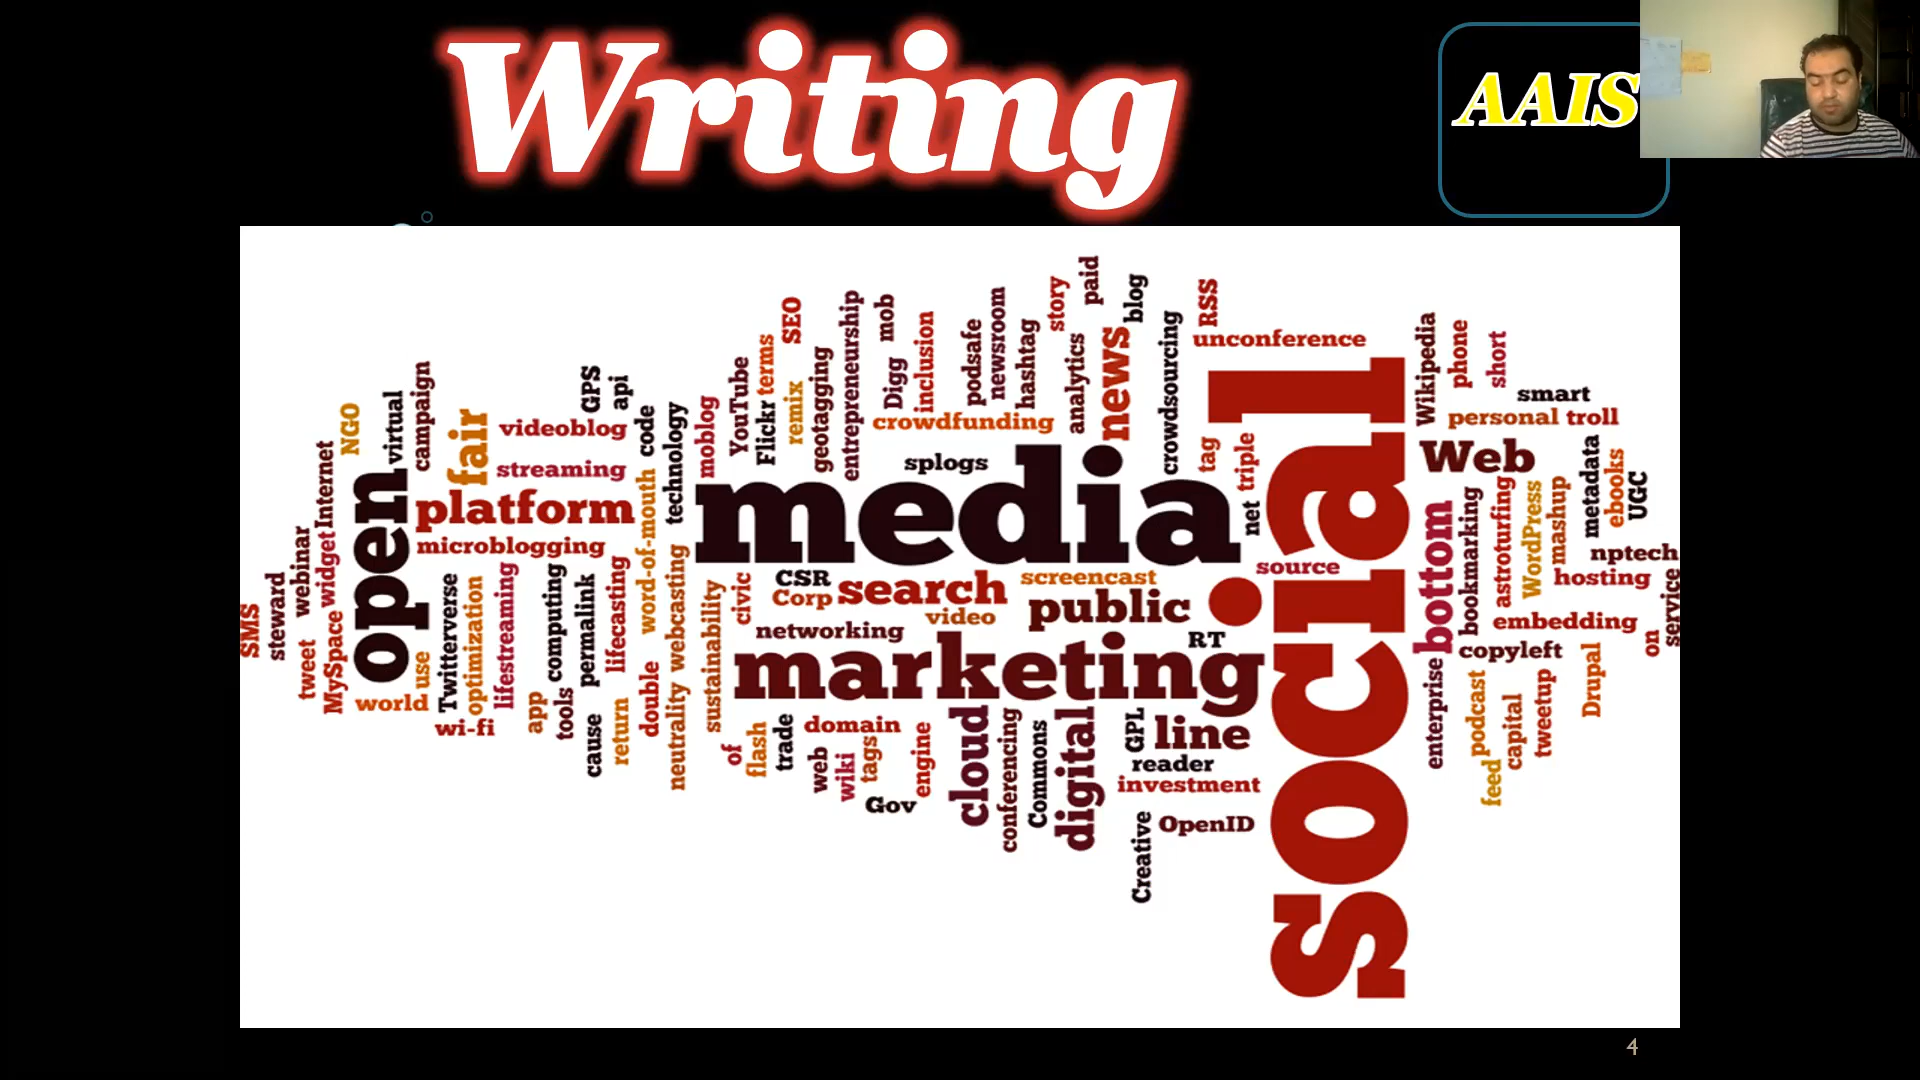 Writing
AAIS
SMS
steward
webinar
tweet
widget
Internet
MySpace
NGO
open
virtual
campaign
world
use
fair
platform
microblogging
videoblog
streaming
Twitterverse
optimization
lifestreaming
wi-fi
app
computing
tools
permalink
cause
GPS
api
code
lifecasting
return
word-of-mouth
double
technology
webcasting
neutrality
moblog
sustainability
YouTube
civic
of
flash
Flickr
terms
trade
SEO
remix
geotagging
entrepreneurship
mob
Digg
inclusion
crowdfunding
splogs
podsafe
newsroom
hashtag
story
analytics
paid
news
blog
crowdsourcing
RSS
unconference
tag
triple
net
media
CSR
Corp
search
screencast
source
video
public
networking
RT
marketing
domain
web
wiki
tags
engine
Gov
cloud
conferencing
Commons
digital
GPL
line
reader
investment
Creative
OpenID
social
Wikipedia
phone
short
smart
personal
troll
Web
bottom
bookmarking
astroturfing
WordPress
mashup
metadata
ebooks
UGC
nptech
hosting
embedding
copyleft
on
service
enterprise
podcast
feed
capital
tweetup
Drupal
4